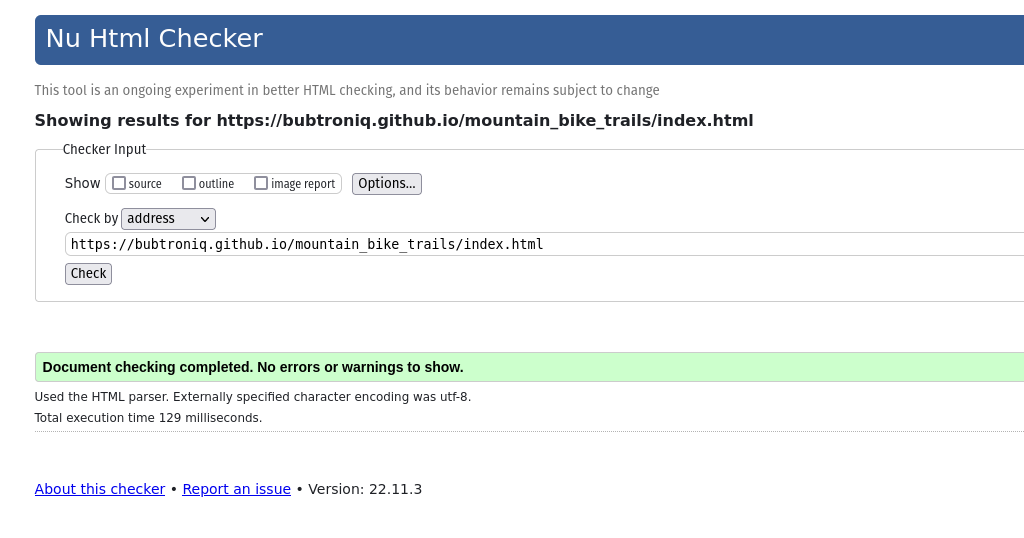 Nu Html Checker
This tool is an ongoing experiment in better HTML checking, and its behavior remains subject to change
Showing results for https://bubtroniq.github.io/mountain_bike_trails/index.html
Checker Input
Show source outline image report Options...
Check by address
https://bubtroniq.github.io/mountain_bike_trails/index.html
Check
Document checking completed. No errors or warnings to show.
Used the HTML parser. Externally specified character encoding was utf-8.
Total execution time 129 milliseconds.
About this checker • Report an issue • Version: 22.11.3